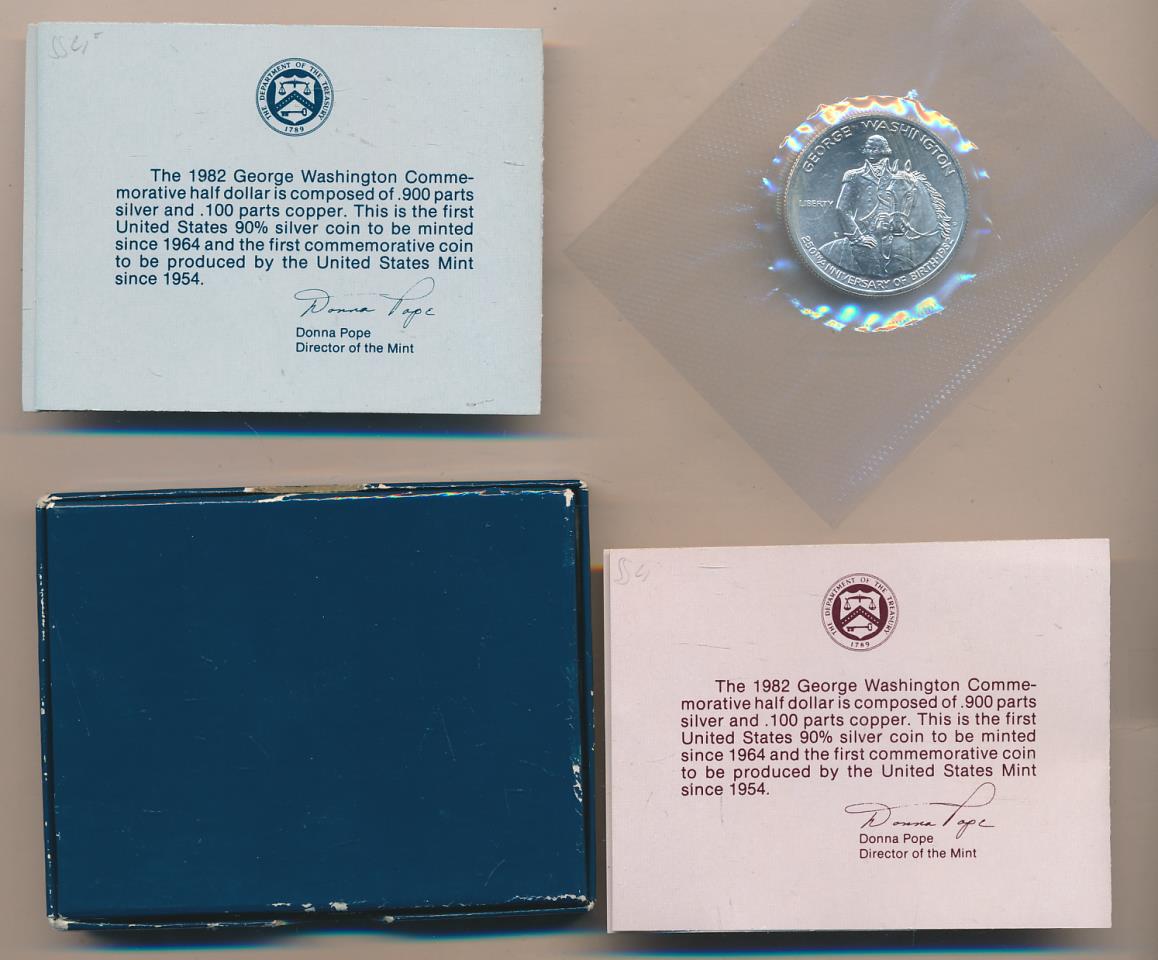 THE DEPARTMENT OF THE TREASURY
1789
The 1982 George Washington Comme-
morative half dollar is composed of .900 parts
silver and .100 parts copper. This is the first
United States 90% silver coin to be minted
since 1964 and the first commemorative coin
to be produced by the United States Mint
since 1954.
Donna Pope
Donna Pope
Director of the Mint
GEORGE WASHINGTON
LIBERTY
250TH ANNIVERSARY OF BIRTH 1982
THE DEPARTMENT OF THE TREASURY
1789
The 1982 George Washington Comme-
morative half dollar is composed of .900 parts
silver and .100 parts copper. This is the first
United States 90% silver coin to be minted
since 1964 and the first commemorative coin
to be produced by the United States Mint
since 1954.
Donna Pope
Donna Pope
Director of the Mint